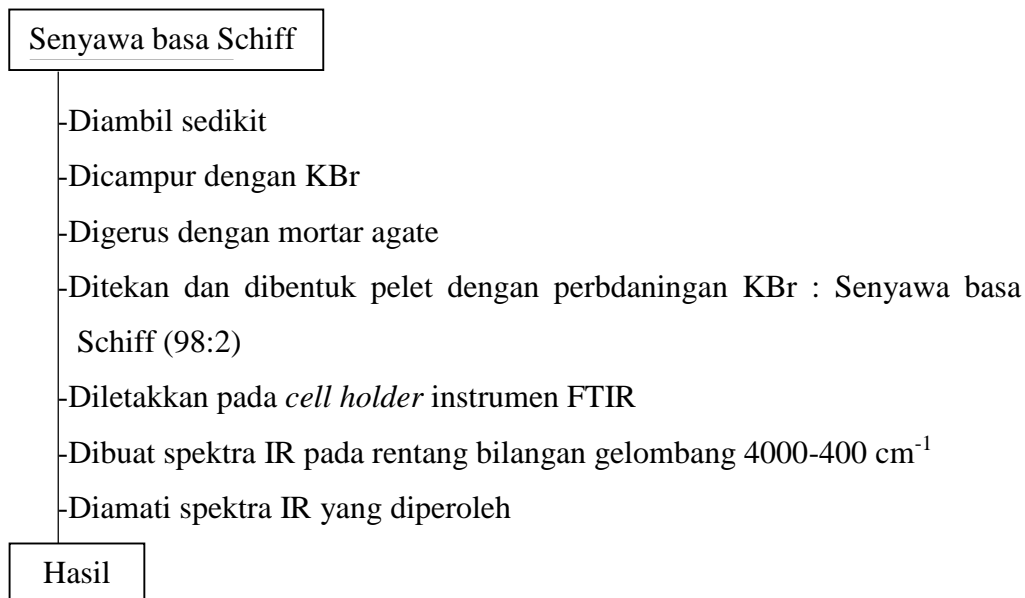 Senyawa basa Schiff
-Diambil sedikit
-Dicampur dengan KBr
-Digerus dengan mortar agate
-Ditekan dan dibentuk pelet dengan perbdaningan KBr : Senyawa basa
Schiff (98:2)
-Diletakkan pada cell holder instrumen FTIR
-Dibuat spektra IR pada rentang bilangan gelombang 4000-400 cm⁻¹
-Diamati spektra IR yang diperoleh
Hasil